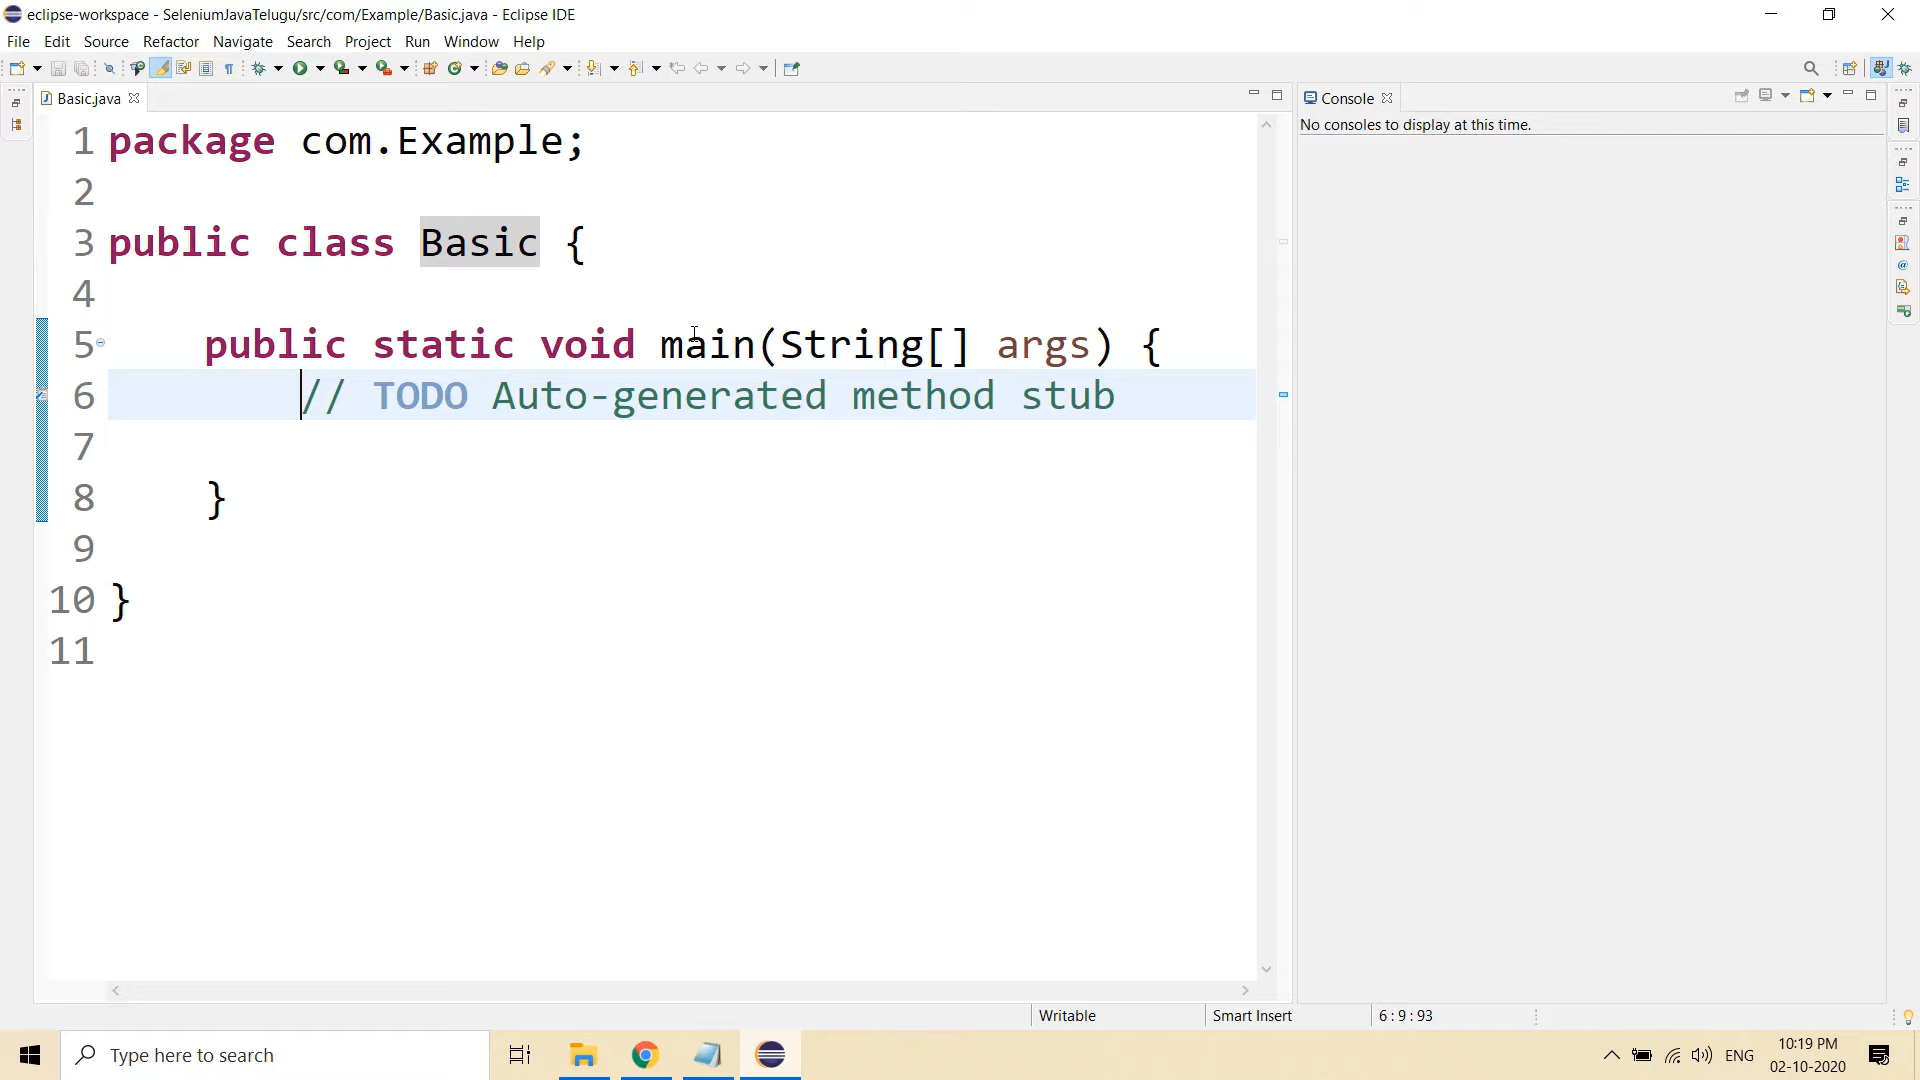 eclipse-workspace - SeleniumJavaTelugu/src/com/Example/Basic.java - Eclipse IDE
File Edit Source Refactor Navigate Search Project Run Window Help
Basic.java
1 package com.Example;
2
3 public class Basic {
4
5 public static void main(String[] args) {
6 // TODO Auto-generated method stub
7
8 }
9
10 }
11
Console
No consoles to display at this time.
Writable Smart Insert 6 : 9 : 93
Type here to search
ENG
10:19 PM
02-10-2020